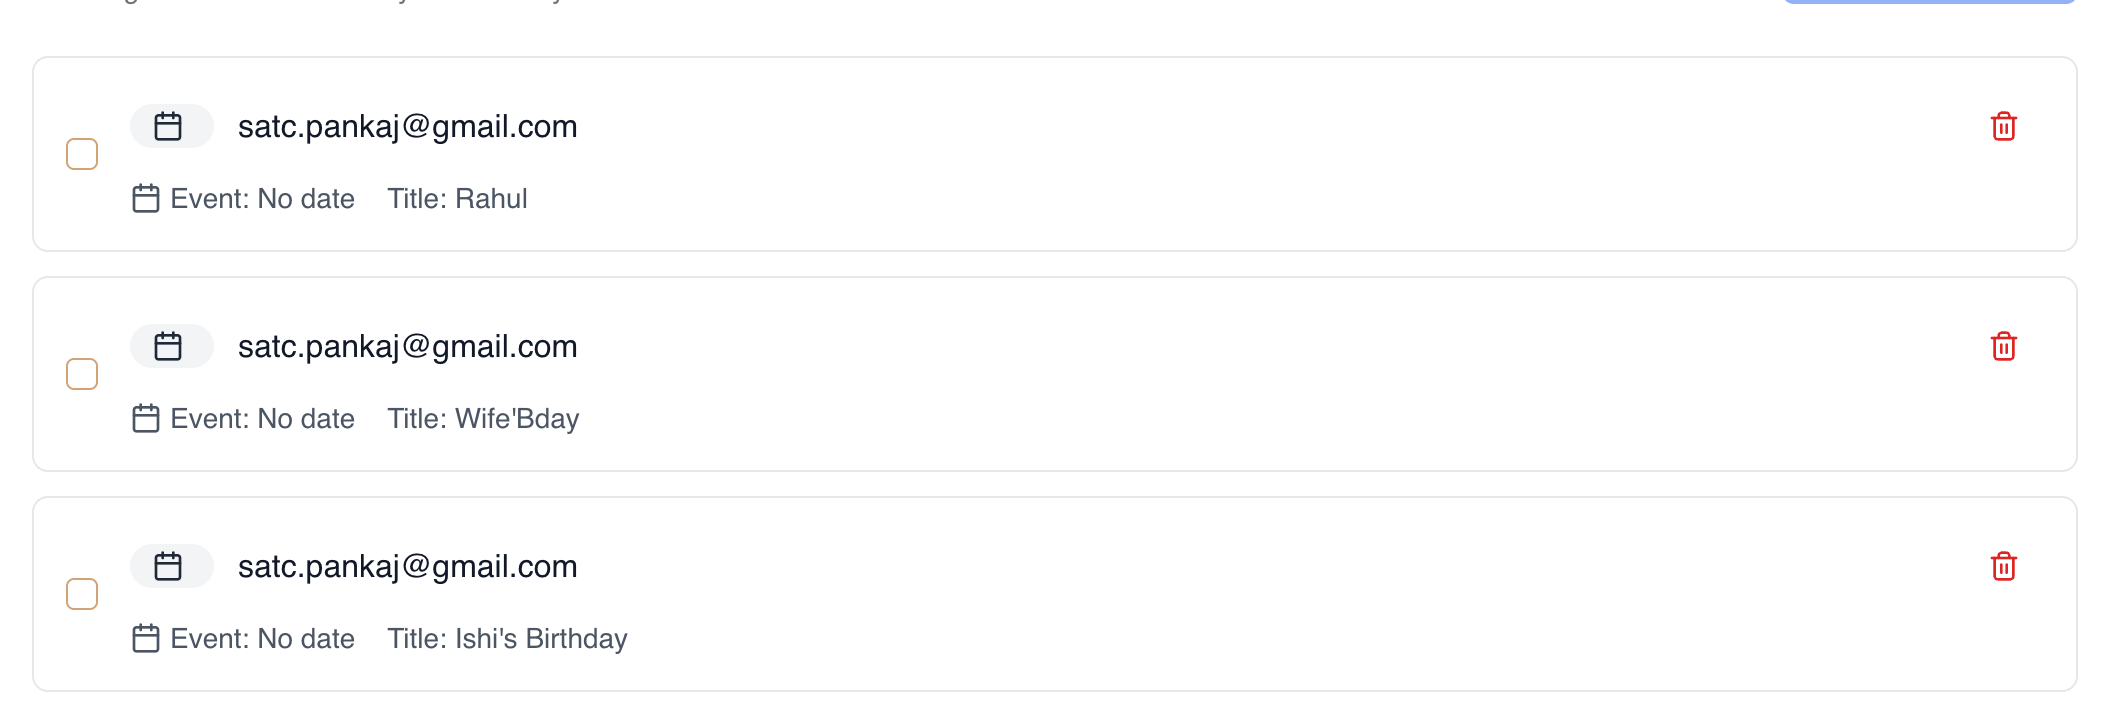 satc.pankaj@gmail.com
Event: No date Title: Rahul
satc.pankaj@gmail.com
Event: No date Title: Wife'Bday
satc.pankaj@gmail.com
Event: No date Title: Ishi's Birthday